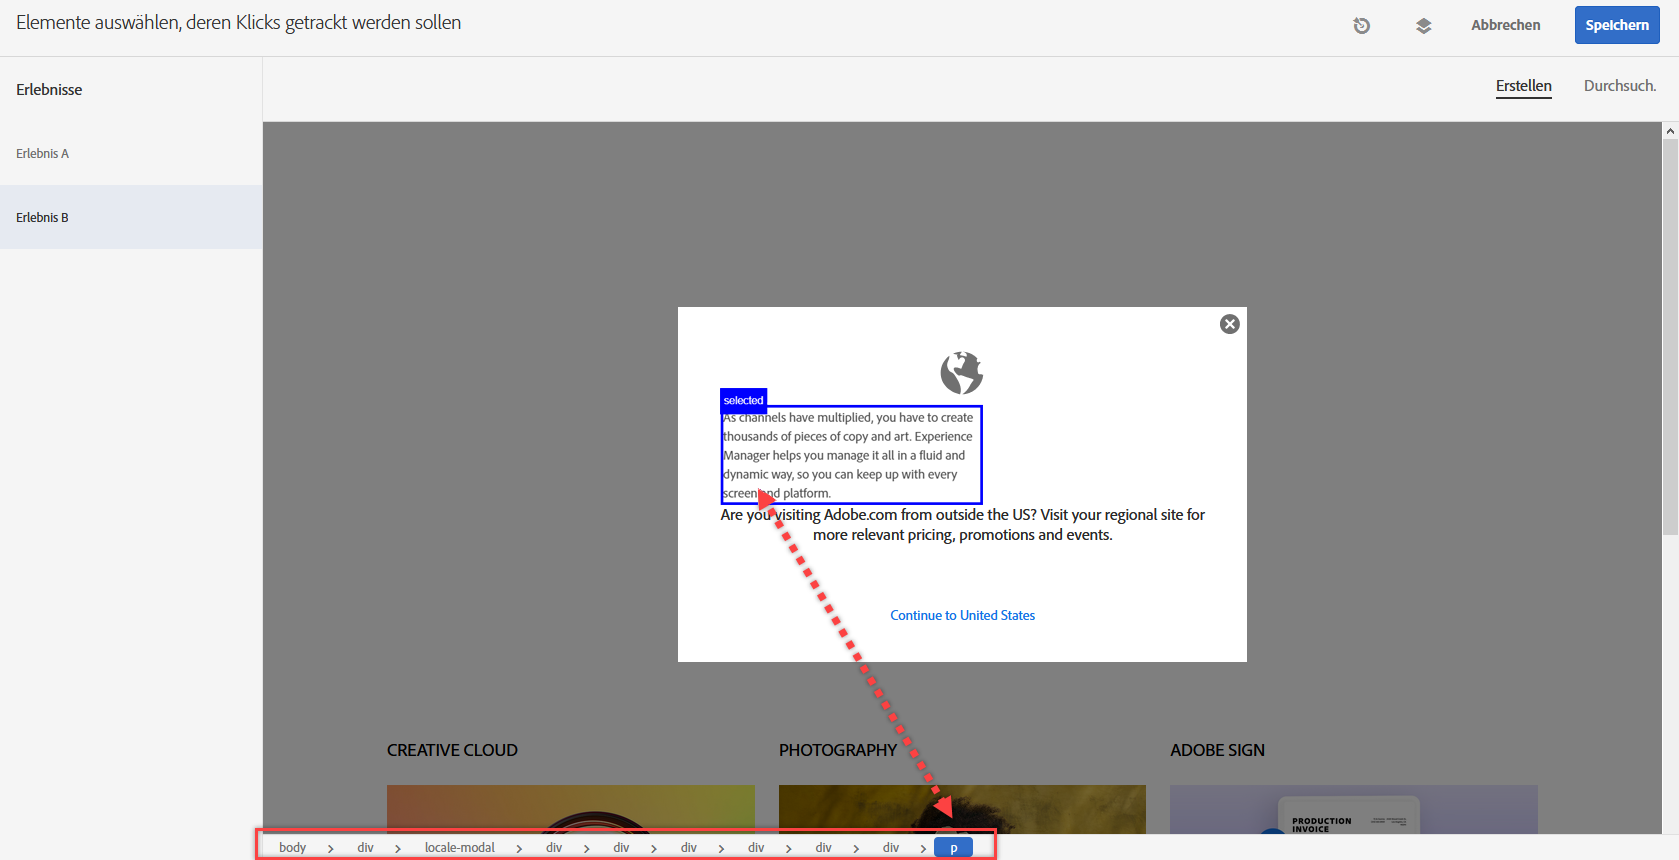 Elemente auswählen, deren Klicks getrackt werden sollen
Abbrechen
Speichern
Erlebnisse
Erstellen
Durchsuch.
Erlebnis A
Erlebnis B
selected
As channels have multiplied, you have to create
thousands of pieces of copy and art. Experience
Manager helps you manage it all in a fluid and
dynamic way, so you can keep up with every
screen and platform.
Are you visiting Adobe.com from outside the US? Visit your regional site for
more relevant pricing, promotions and events.
Continue to United States
CREATIVE CLOUD
PHOTOGRAPHY
ADOBE SIGN
PRODUCTION
INVOICE
body > div > locale-modal > div > div > div > div > div > div > p